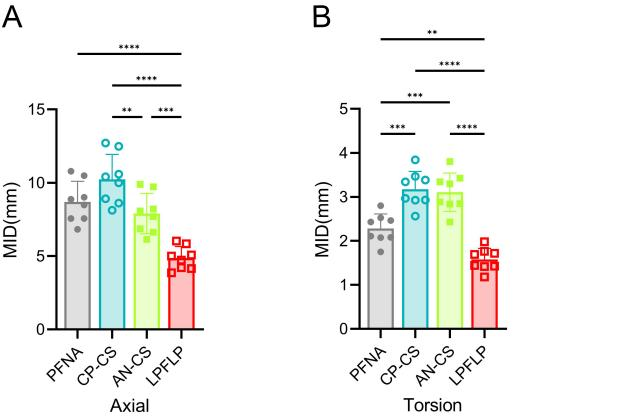 A
****
****
** ***
15
10
5
0
MID(mm)
PFNA
CP-CS
AN-CS
LPFLP
Axial
B
**
****
***
*** ****
5
4
3
2
1
0
MID(mm)
PFNA
CP-CS
AN-CS
LPFLP
Torsion